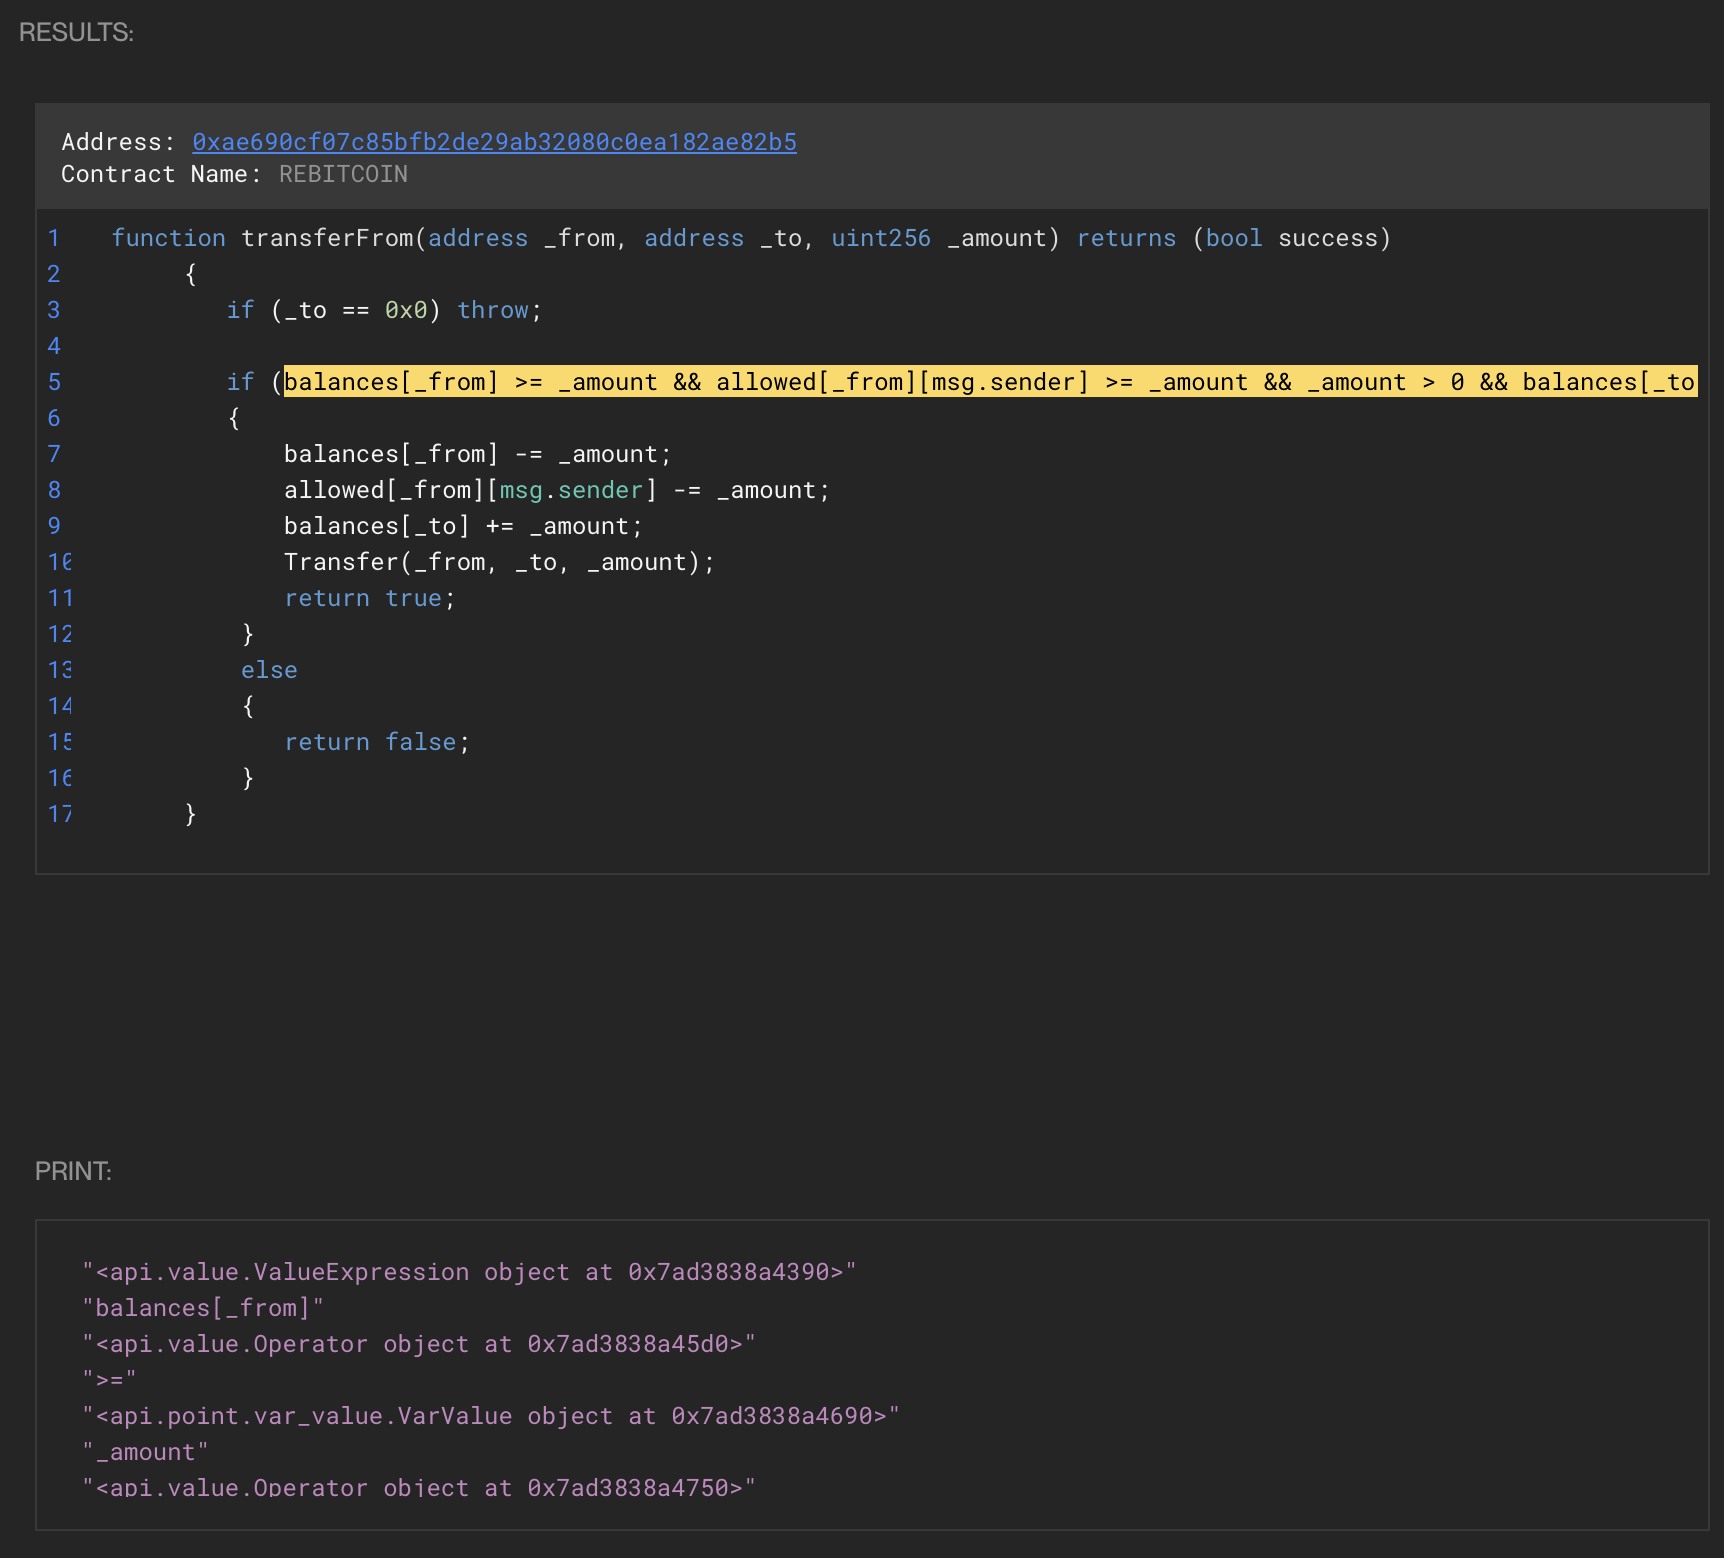 RESULTS:
Address: 0xae690cf07c85bfb2de29ab32080c0ea182ae82b5
Contract Name: REBITCOIN
1 function transferFrom(address _from, address _to, uint256 _amount) returns (bool success)
2 {
3 if (_to == 0x0) throw;
4
5 if (balances[_from] >= _amount && allowed[_from][msg.sender] >= _amount && _amount > 0 && balances[_to
6 {
7 balances[_from] -= _amount;
8 allowed[_from][msg.sender] -= _amount;
9 balances[_to] += _amount;
10 Transfer(_from, _to, _amount);
11 return true;
12 }
13 else
14 {
15 return false;
16 }
17 }
PRINT:
"<api.value.ValueExpression object at 0x7ad3838a4390>"
"balances[_from]"
"<api.value.Operator object at 0x7ad3838a45d0>"
">="
"<api.point.var_value.VarValue object at 0x7ad3838a4690>"
"_amount"
"<api.value.Operator object at 0x7ad3838a4750>"